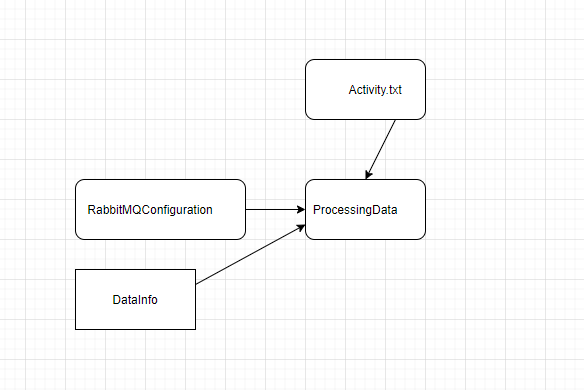 Activity.txt
RabbitMQConfiguration
ProcessingData
DataInfo